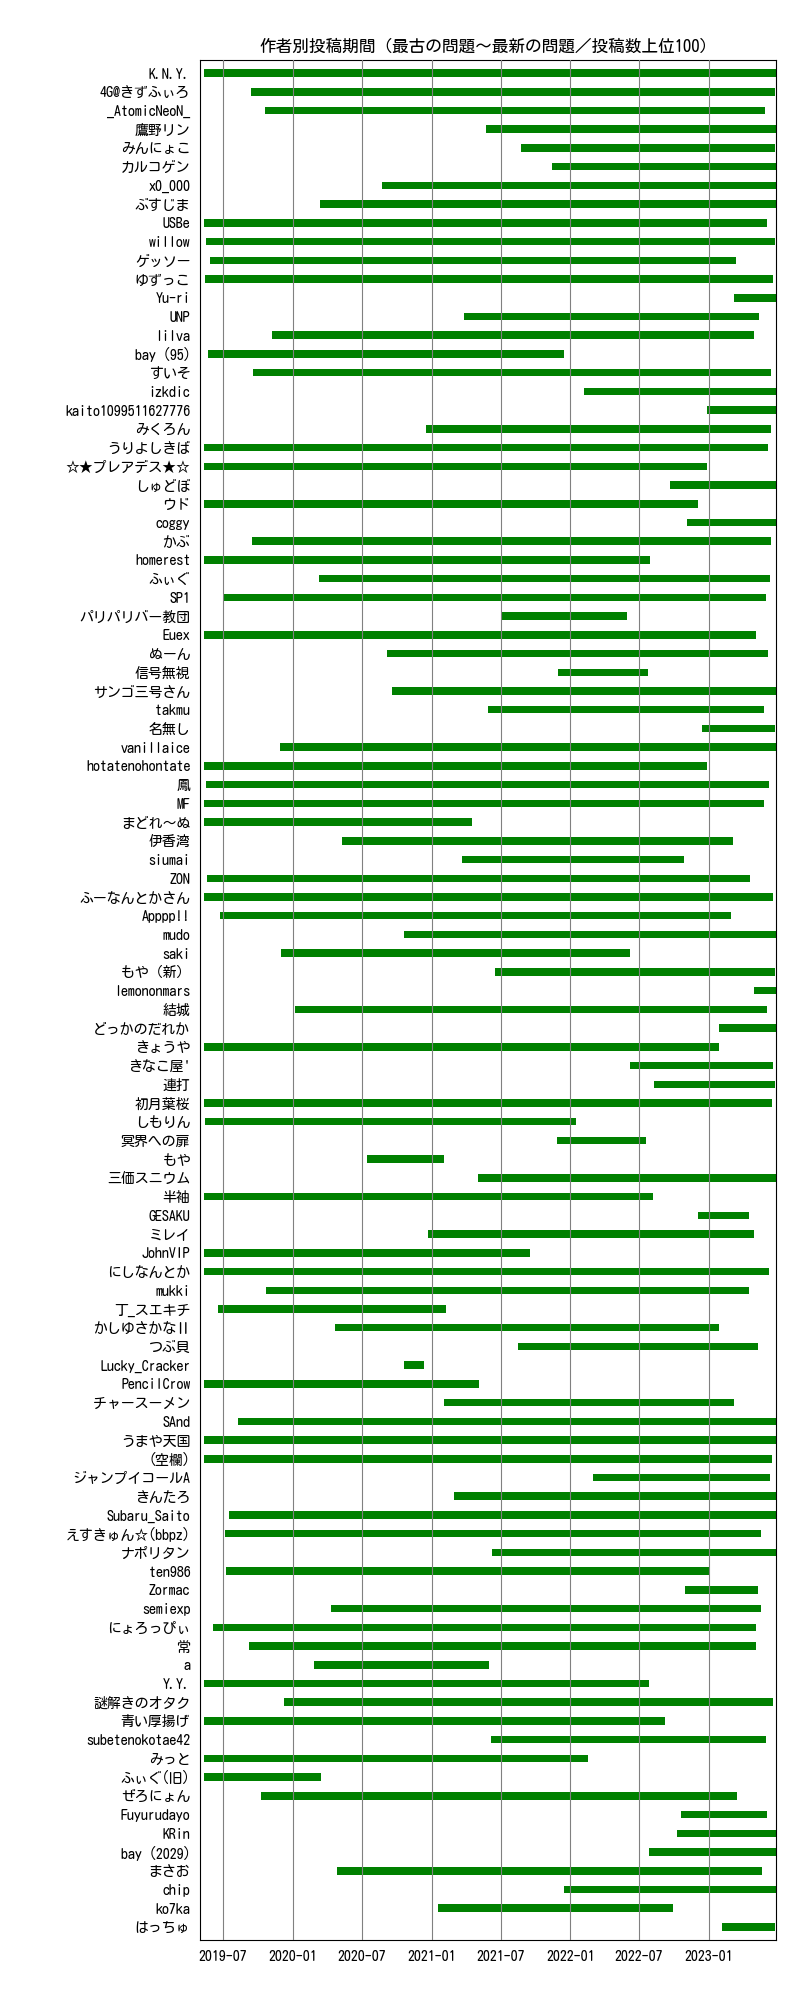 作者別投稿期間（最古の問題～最新の問題／投稿数上位100）
K.N.Y.
4G@きずふぃろ
_AtomicNeoN_
鷹野リン
みんにょこ
カルコゲン
x0_000
ぶすじま
USBe
willow
ゲッソー
ゆずっこ
Yu-ri
UNP
lilva
bay (95)
すいそ
izkdic
kaito1099511627776
みくろん
うりよしきば
☆★プレアデス★☆
しゅどぼ
ウド
coggy
かぶ
homerest
ふぃぐ
SP1
パリパリバー教団
Euex
ぬーん
信号無視
サンゴ三号さん
takmu
名無し
vanillaice
hotatenohontate
鳳
MF
まどれ～ぬ
伊香湾
siumai
ZON
ふーなんとかさん
Appppll
mudo
saki
もや（新）
lemononmars
結城
どっかのだれか
きょうや
きなこ屋'
連打
初月葉桜
しもりん
冥界への扉
もや
三価スニウム
半袖
GESAKU
ミレイ
JohnVIP
にしなんとか
mukki
丁_スエキチ
かしゆさかなⅡ
つぶ貝
Lucky_Cracker
PencilCrow
チャースーメン
SAnd
うまや天国
(空欄)
ジャンプイコールA
きんたろ
Subaru_Saito
えすきゅん☆(bbpz)
ナポリタン
ten986
Zormac
semiexp
にょろっぴぃ
常
a
Y.Y.
謎解きのオタク
青い厚揚げ
subetenokotae42
みっと
ふぃぐ(旧)
ぜろにょん
Fuyurudayo
KRin
bay (2029)
まさお
chip
ko7ka
はっちゅ
2019-07 2020-01 2020-07 2021-01 2021-07 2022-01 2022-07 2023-01